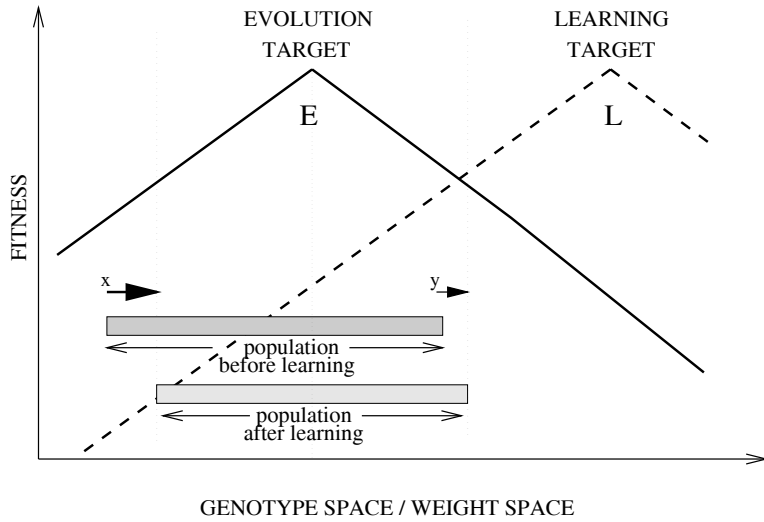 EVOLUTION
TARGET
LEARNING
TARGET
E
L
FITNESS
x
y
population
before learning
population
after learning
GENOTYPE SPACE / WEIGHT SPACE